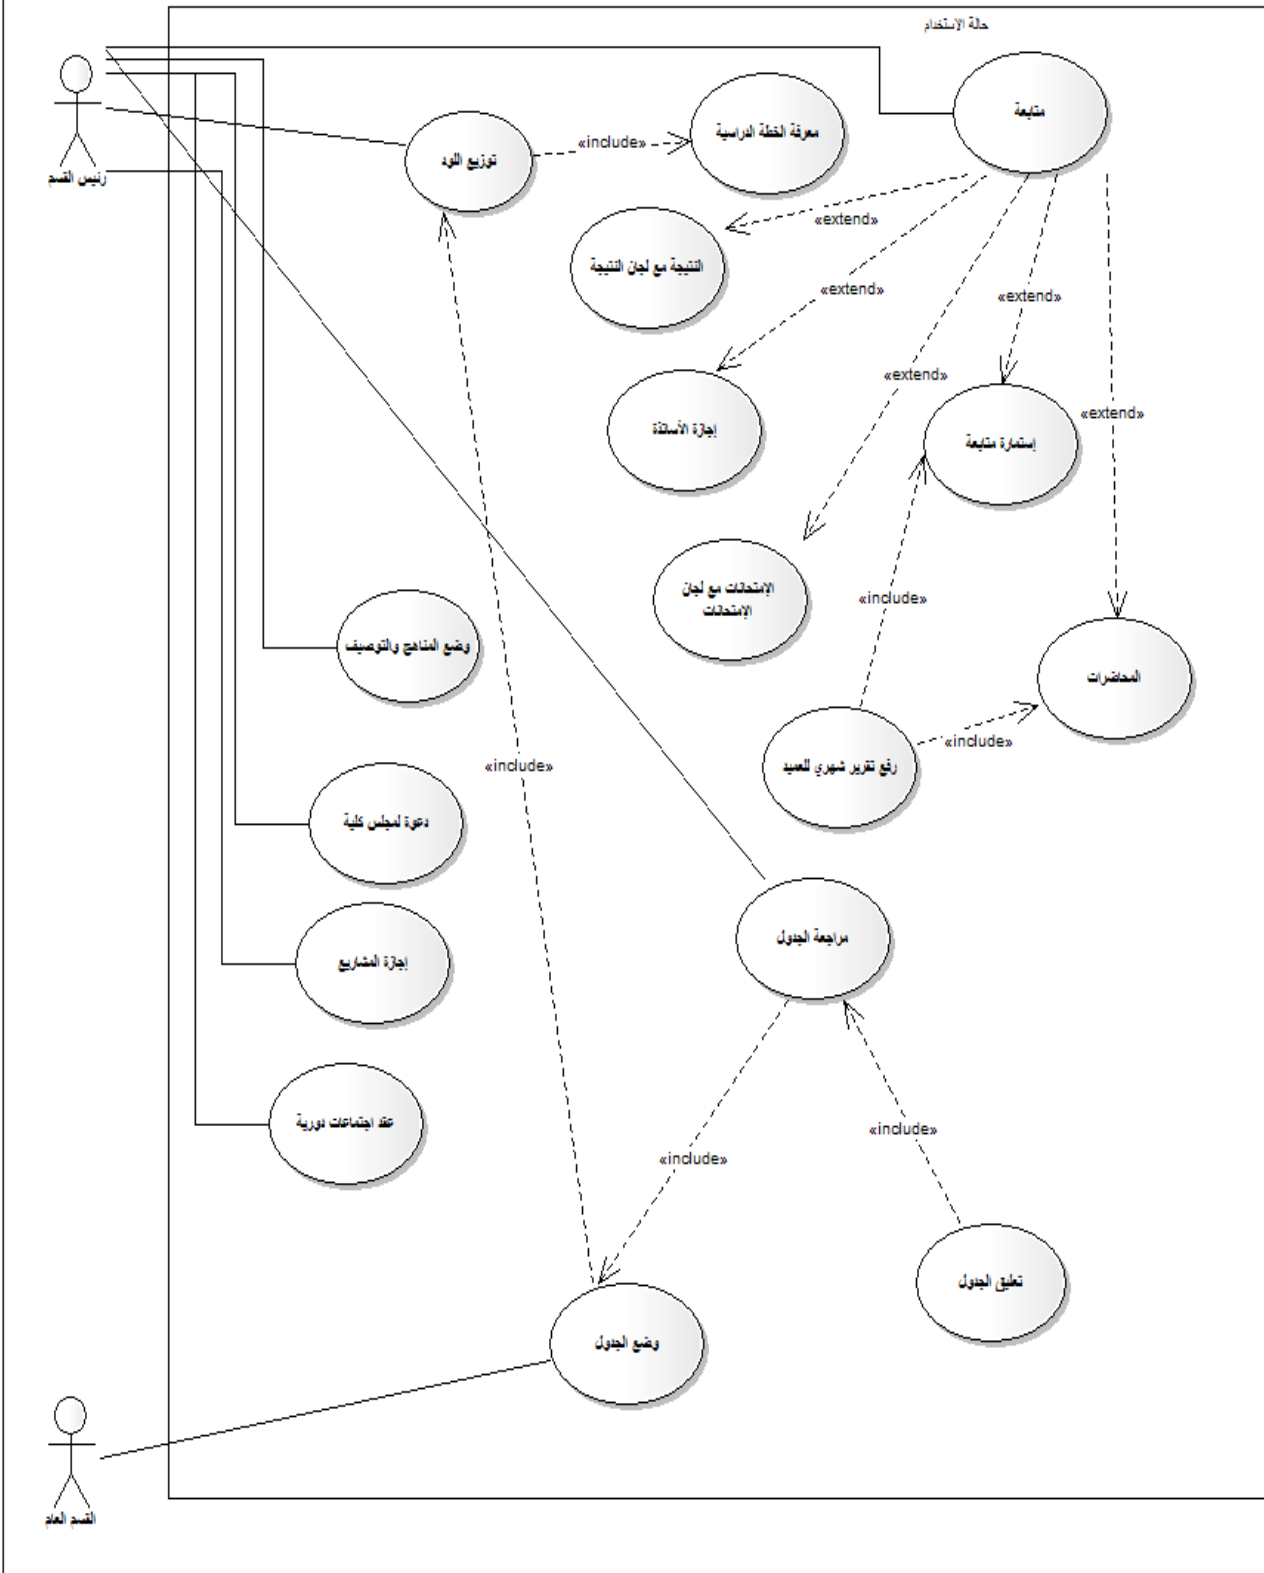 حالة الإستخدام
متابعة
معرفة الخطة الدراسية
«include»
توزيع اللود
رئيس القسم
«extend»
النتيجة مع لجان النتيجة
«extend»
«extend»
«extend»
«extend»
إجازة الأساتذة
إستمارة متابعة
الإمتحانات مع لجان
الإمتحانات
«include»
وضع المناهج والتوصيف
المحاضرات
«include»
رفع تقرير شهري للعميد
«include»
دعوة لمجلس كلية
مراجعة الجدول
إجازة المشاريع
عقد اجتماعات دورية
«include»
«include»
تعليق الجدول
وضع الجدول
القسم العام